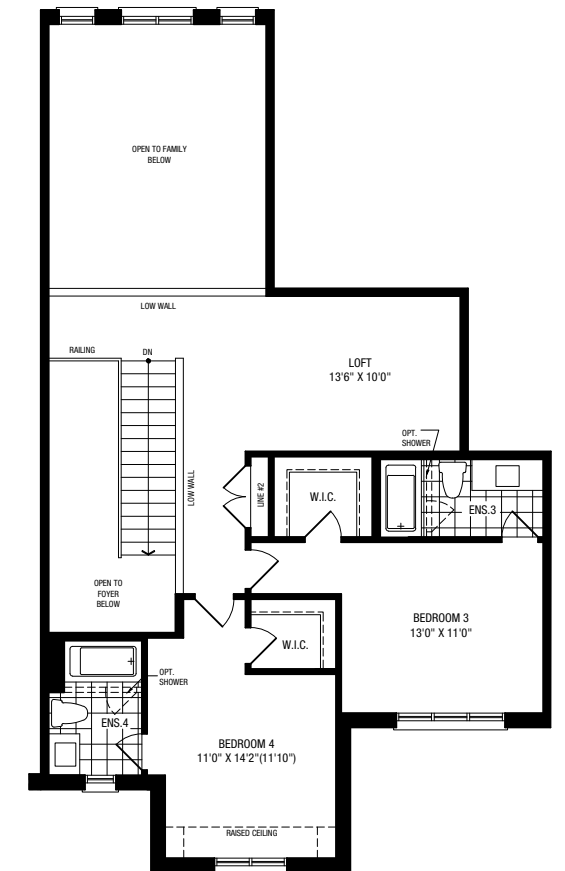 OPEN TO FAMILY
BELOW
LOW WALL
RAILING
DN
LOFT
13'6" X 10'0"
OPT.
SHOWER
LINE #2
W.I.C.
LOW WALL
ENS.3
OPEN TO
FOYER
BELOW
BEDROOM 3
13'0" X 11'0"
W.I.C.
OPT.
SHOWER
ENS.4
BEDROOM 4
11'0" X 14'2"(11'10")
RAISED CEILING